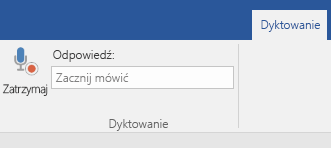 Dyktowanie
Odpowiedź:
Zacznij mówić
Zatrzymaj
Dyktowanie